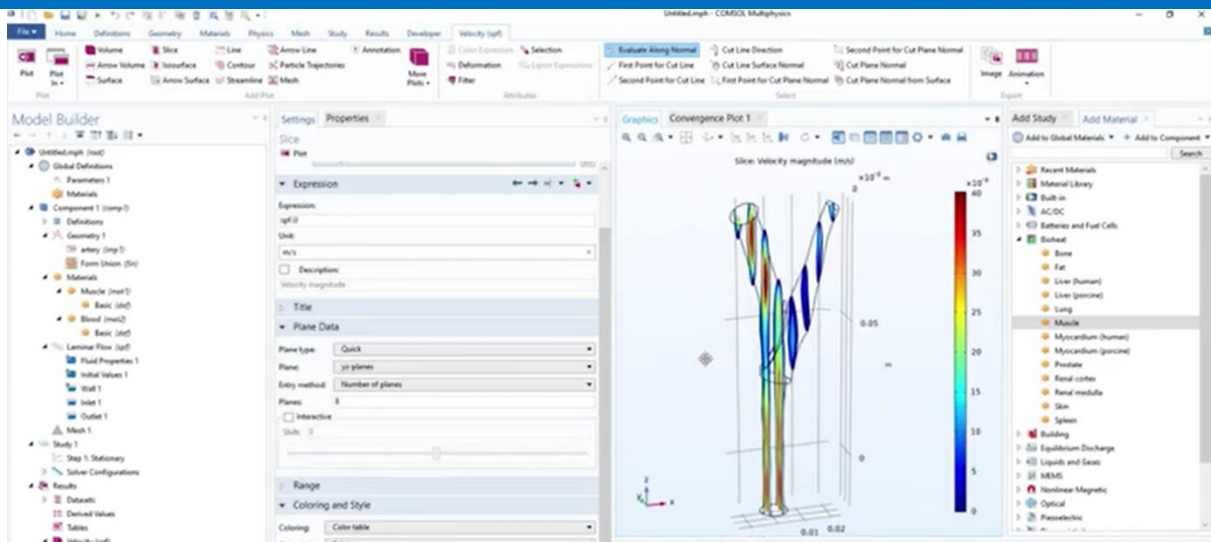 Untitled.mph - COMSOL Multiphysics
File Home Definitions Geometry Materials Physics Mesh Study Results Developer Velocity (spf)
Plot
Plot In
Plot
Volume Slice Line Arrow Line Annotation
Arrow Volume Isosurface Contour Particle Trajectories
Surface Arrow Surface Streamline Mesh
More Plots
Add Plot
Color Expression Selection
Deformation Export Expressions
Filter
Attributes
Evaluate Along Normal Cut Line Direction Second Point for Cut Plane Normal
First Point for Cut Line Cut Line Surface Normal Cut Plane Normal
Second Point for Cut Line First Point for Cut Plane Normal Cut Plane Normal from Surface
Select
Image Animation
Export
Model Builder
Untitled.mph (root)
Global Definitions
Parameters 1
Materials
Component 1 (comp1)
Definitions
Geometry 1
artery (imp1)
Form Union (fin)
Materials
Muscle (mat1)
Basic (def)
Blood (mat2)
Basic (def)
Laminar Flow (spf)
Fluid Properties 1
Initial Values 1
Wall 1
Inlet 1
Outlet 1
Mesh 1
Study 1
Step 1: Stationary
Solver Configurations
Results
Datasets
Derived Values
Tables
Velocity (spf)
Settings Properties
Slice
Plot
Expression
Expression:
spf.U
Unit:
m/s
Description:
Velocity magnitude
Title
Plane Data
Plane type: Quick
Plane: yz-planes
Entry method: Number of planes
Planes: 8
Interactive
Shift: 0
Range
Coloring and Style
Coloring: Color table
Graphics Convergence Plot 1
Slice: Velocity magnitude (m/s)
0
×10⁻³
40
35
30
25
20
15
10
5
0
0.05
m
0
0.01 0.02
z
y x
Add Study Add Material
Add to Global Materials Add to Component
Search
Recent Materials
Material Library
Built-in
AC/DC
Batteries and Fuel Cells
Bioheat
Bone
Fat
Liver (human)
Liver (porcine)
Lung
Muscle
Myocardium (human)
Myocardium (porcine)
Prostate
Renal cortex
Renal medulla
Skin
Spleen
Building
Equilibrium Discharge
Liquids and Gases
MEMS
Nonlinear Magnetic
Optical
Piezoelectric